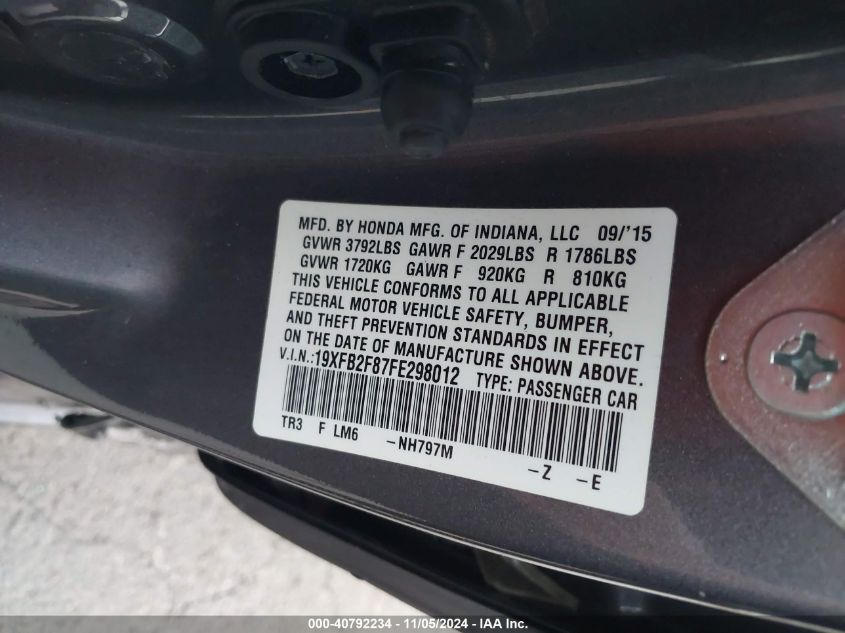 MFD. BY HONDA MFG. OF INDIANA, LLC 09/'15
GVWR 3792LBS GAWR F 2029LBS R 1786LBS
GVWR 1720KG GAWR F 920KG R 810KG
THIS VEHICLE CONFORMS TO ALL APPLICABLE
FEDERAL MOTOR VEHICLE SAFETY, BUMPER,
AND THEFT PREVENTION STANDARDS IN EFFECT
ON THE DATE OF MANUFACTURE SHOWN ABOVE.
V.I.N.:19XFB2F87FE298012 TYPE: PASSENGER CAR
TR3 F LM6 -NH797M -Z -E
000-40792234 - 11/05/2024 - IAA Inc.